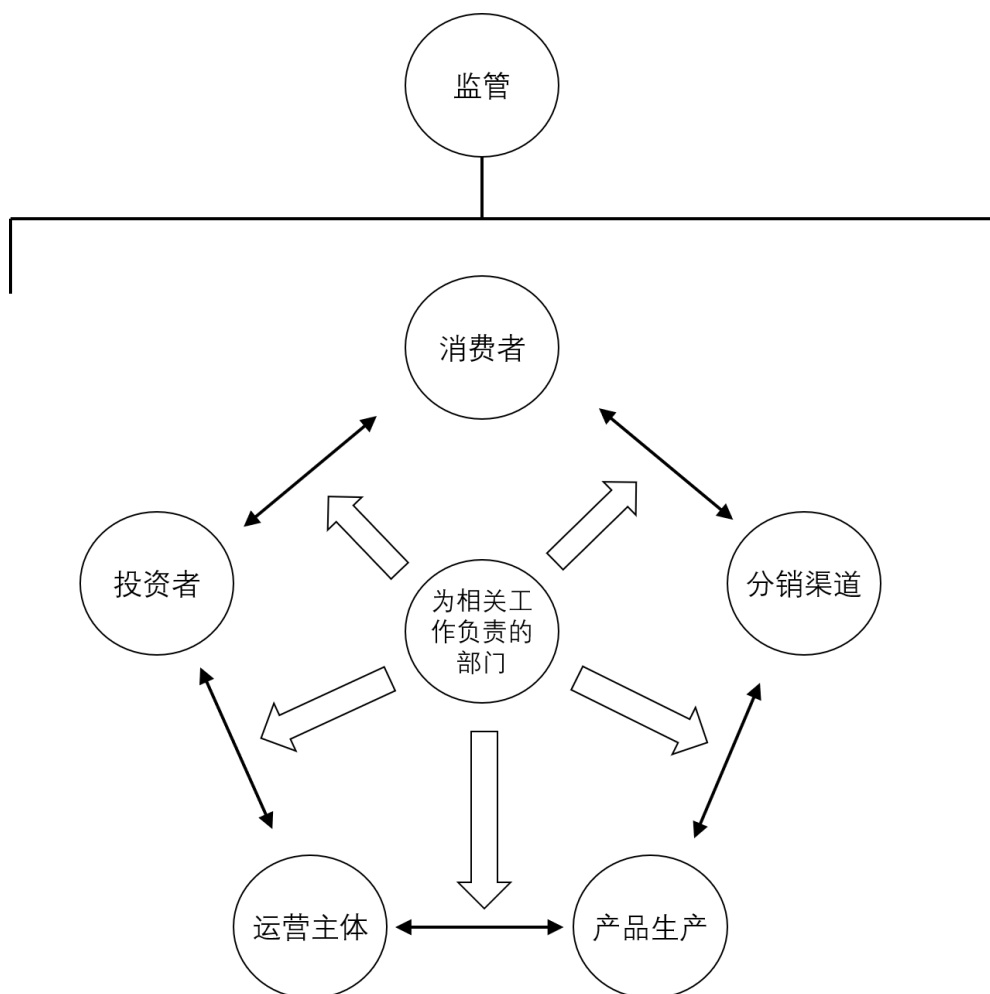 监管
消费者
投资者
分销渠道
为相关工
作负责的
部门
运营主体
产品生产